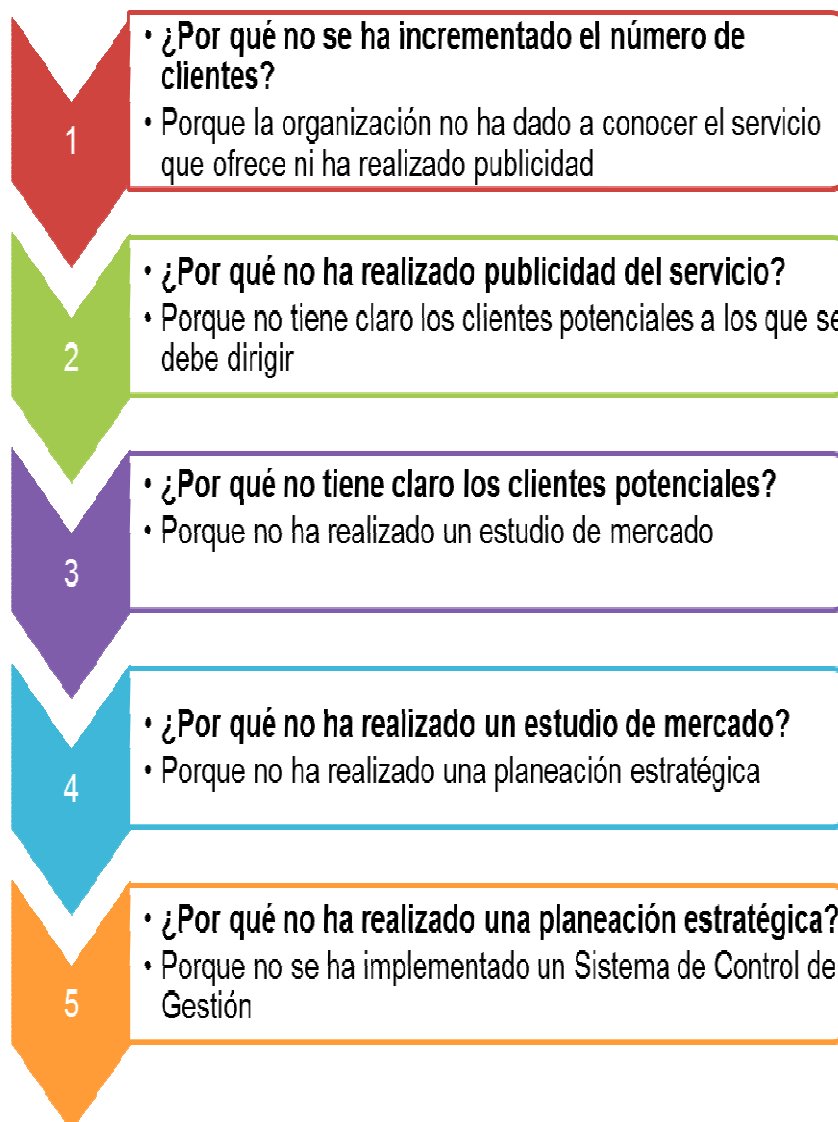 • ¿Por qué no se ha incrementado el número de
clientes?
• Porque la organización no ha dado a conocer el servicio
que ofrece ni ha realizado publicidad
1
• ¿Por qué no ha realizado publicidad del servicio?
• Porque no tiene claro los clientes potenciales a los que se
debe dirigir
2
• ¿Por qué no tiene claro los clientes potenciales?
• Porque no ha realizado un estudio de mercado
3
• ¿Por qué no ha realizado un estudio de mercado?
• Porque no ha realizado una planeación estratégica
4
• ¿Por qué no ha realizado una planeación estratégica?
• Porque no se ha implementado un Sistema de Control de
Gestión
5